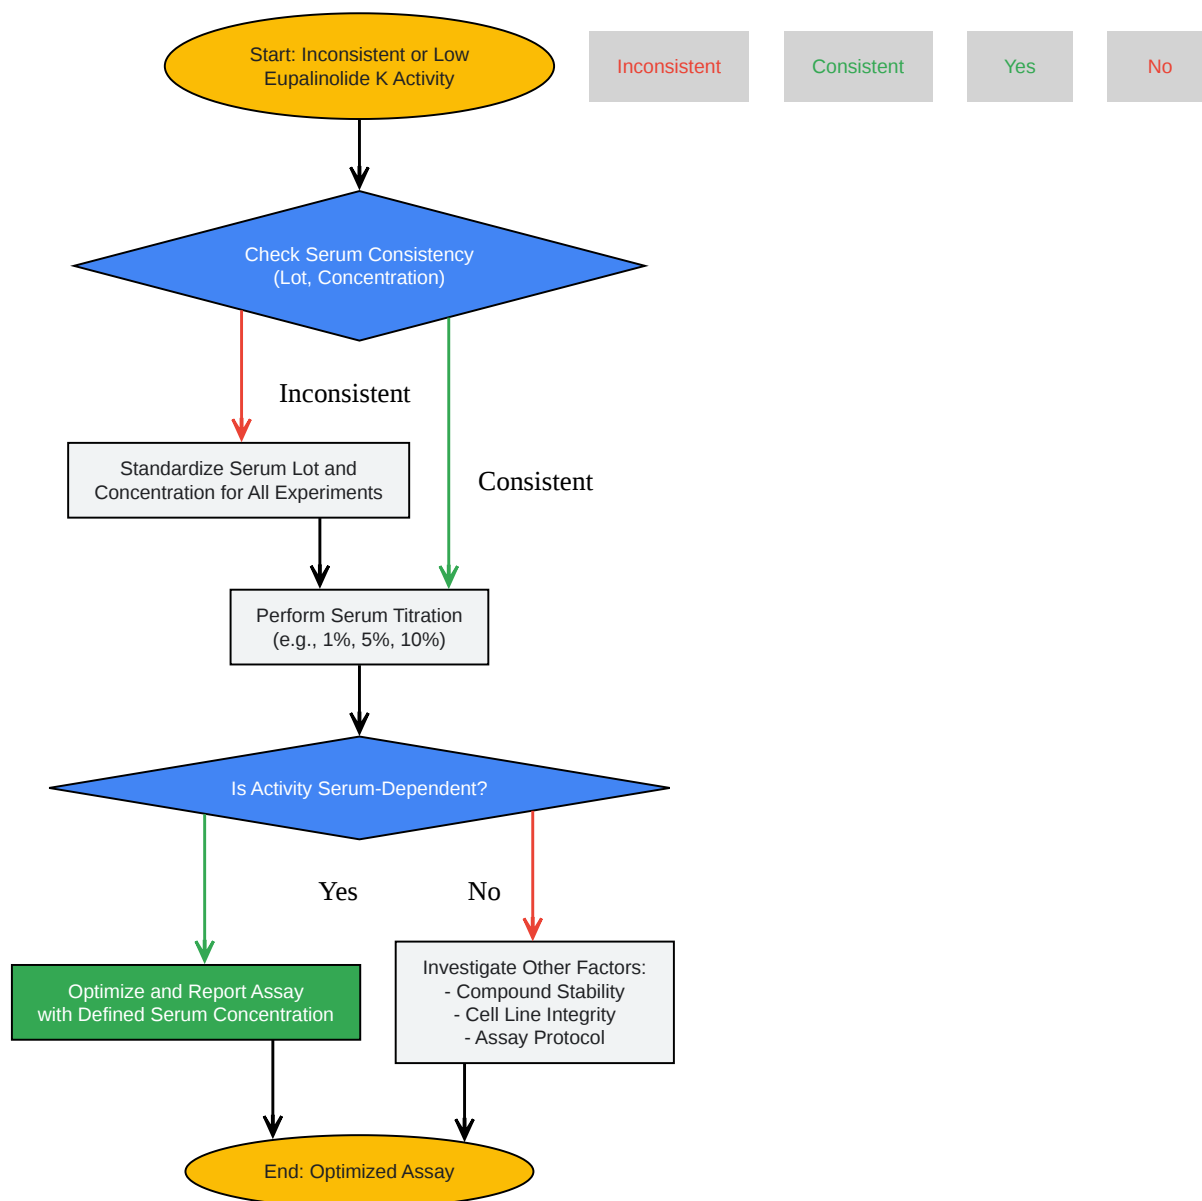 Start: Inconsistent or Low
Eupalinolide K Activity
Inconsistent
Consistent
Yes
No
Check Serum Consistency
(Lot, Concentration)
Inconsistent
Standardize Serum Lot and
Concentration for All Experiments
Consistent
Perform Serum Titration
(e.g., 1%, 5%, 10%)
Is Activity Serum-Dependent?
Yes
No
Optimize and Report Assay
with Defined Serum Concentration
Investigate Other Factors:
- Compound Stability
- Cell Line Integrity
- Assay Protocol
End: Optimized Assay